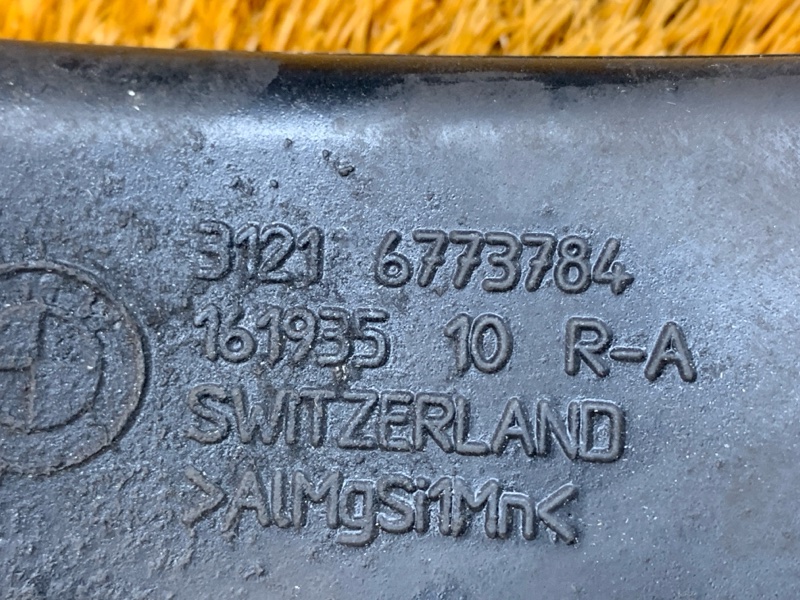 3121 6773784
161935 10 R-A
SWITZERLAND
>AlMgSi1Mn<